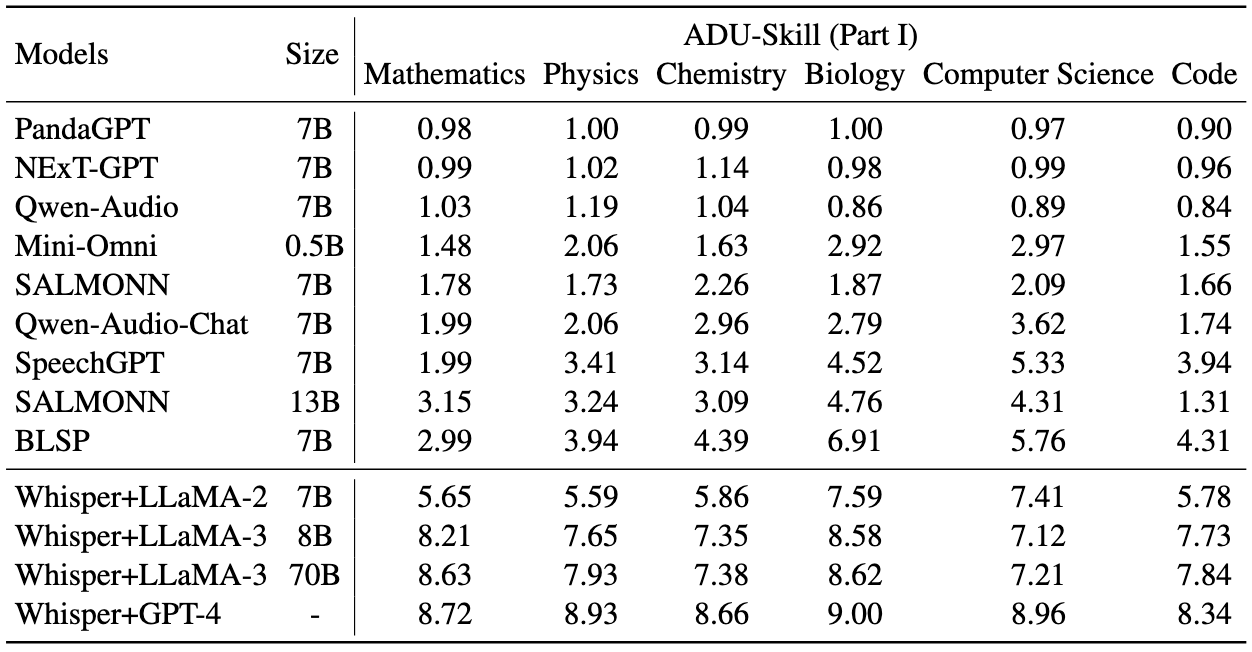 ADU-Skill (Part I)
Models Size Mathematics Physics Chemistry Biology Computer Science Code
PandaGPT 7B 0.98 1.00 0.99 1.00 0.97 0.90
NExT-GPT 7B 0.99 1.02 1.14 0.98 0.99 0.96
Qwen-Audio 7B 1.03 1.19 1.04 0.86 0.89 0.84
Mini-Omni 0.5B 1.48 2.06 1.63 2.92 2.97 1.55
SALMONN 7B 1.78 1.73 2.26 1.87 2.09 1.66
Qwen-Audio-Chat 7B 1.99 2.06 2.96 2.79 3.62 1.74
SpeechGPT 7B 1.99 3.41 3.14 4.52 5.33 3.94
SALMONN 13B 3.15 3.24 3.09 4.76 4.31 1.31
BLSP 7B 2.99 3.94 4.39 6.91 5.76 4.31
Whisper+LLaMA-2 7B 5.65 5.59 5.86 7.59 7.41 5.78
Whisper+LLaMA-3 8B 8.21 7.65 7.35 8.58 7.12 7.73
Whisper+LLaMA-3 70B 8.63 7.93 7.38 8.62 7.21 7.84
Whisper+GPT-4 - 8.72 8.93 8.66 9.00 8.96 8.34